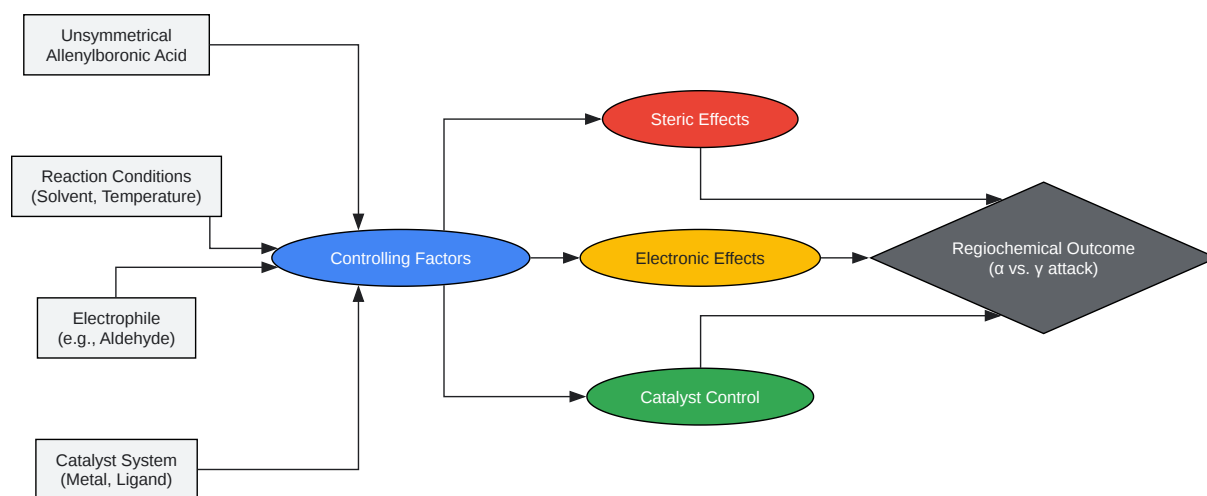 Unsymmetrical
Allenylboronic Acid
Reaction Conditions
(Solvent, Temperature)
Electrophile
(e.g., Aldehyde)
Catalyst System
(Metal, Ligand)
Controlling Factors
Steric Effects
Electronic Effects
Catalyst Control
Regiochemical Outcome
(α vs. γ attack)